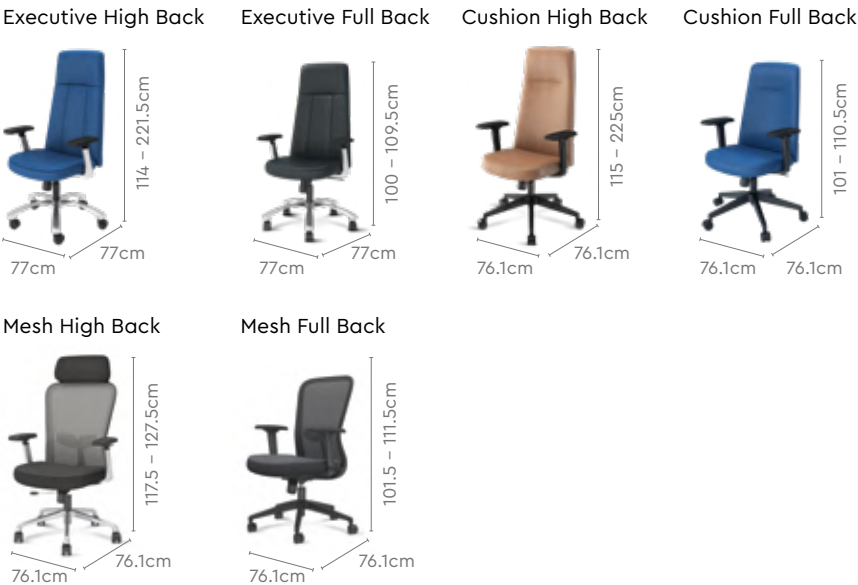 Executive High Back
Executive Full Back
Cushion High Back
Cushion Full Back
114 – 221.5cm
77cm
77cm
100 – 109.5cm
77cm
77cm
115 – 225cm
76.1cm
76.1cm
101 – 110.5cm
76.1cm
76.1cm
Mesh High Back
Mesh Full Back
117.5 – 127.5cm
76.1cm
76.1cm
101.5 – 111.5cm
76.1cm
76.1cm